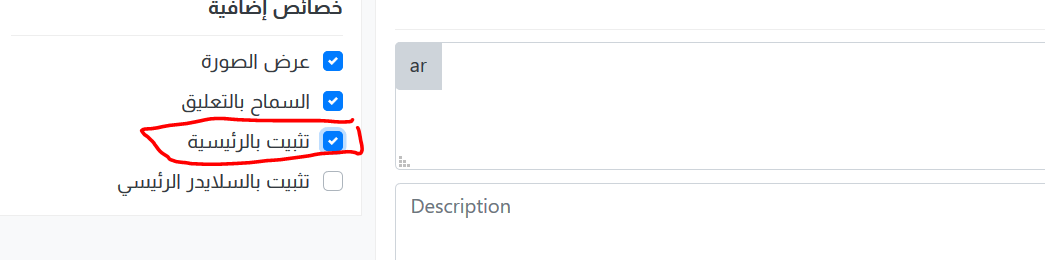 خصائص إضافية
عرض الصورة
السماح بالتعليق
تثبيت بالرئيسية
تثبيت بالسلايدر الرئيسي
ar
Description